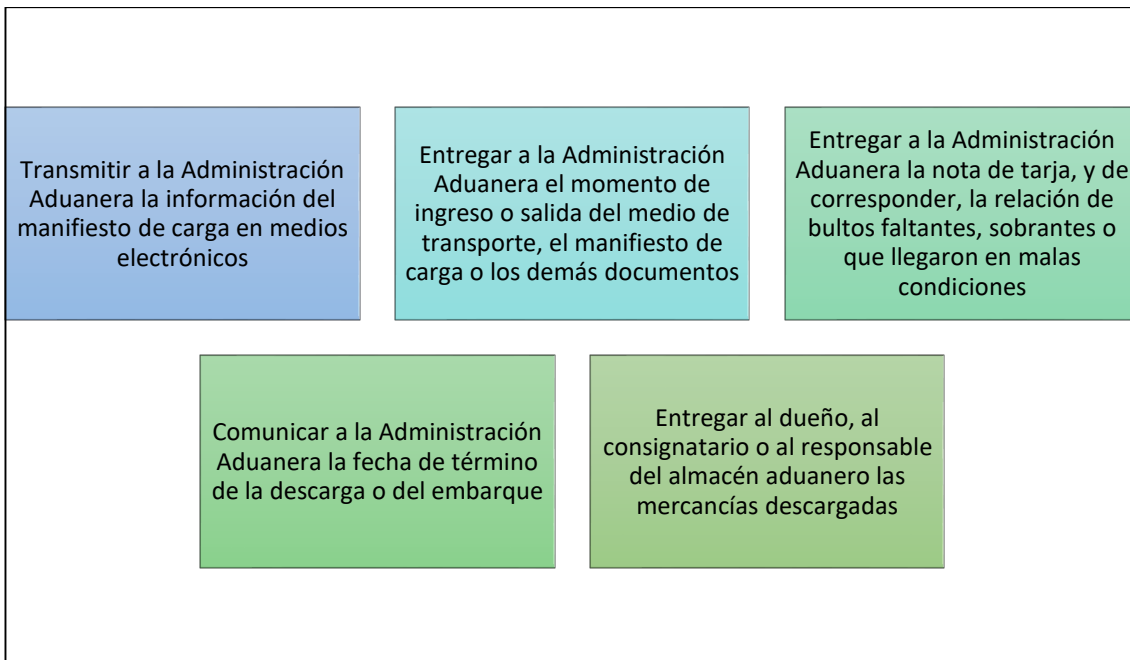 Transmitir a la Administración
Aduanera la información del
manifiesto de carga en medios
electrónicos
Entregar a la Administración
Aduanera el momento de
ingreso o salida del medio de
transporte, el manifiesto de
carga o los demás documentos
Entregar a la Administración
Aduanera la nota de tarja, y de
corresponder, la relación de
bultos faltantes, sobrantes o
que llegaron en malas
condiciones
Comunicar a la Administración
Aduanera la fecha de término
de la descarga o del embarque
Entregar al dueño, al
consignatario o al responsable
del almacén aduanero las
mercancías descargadas